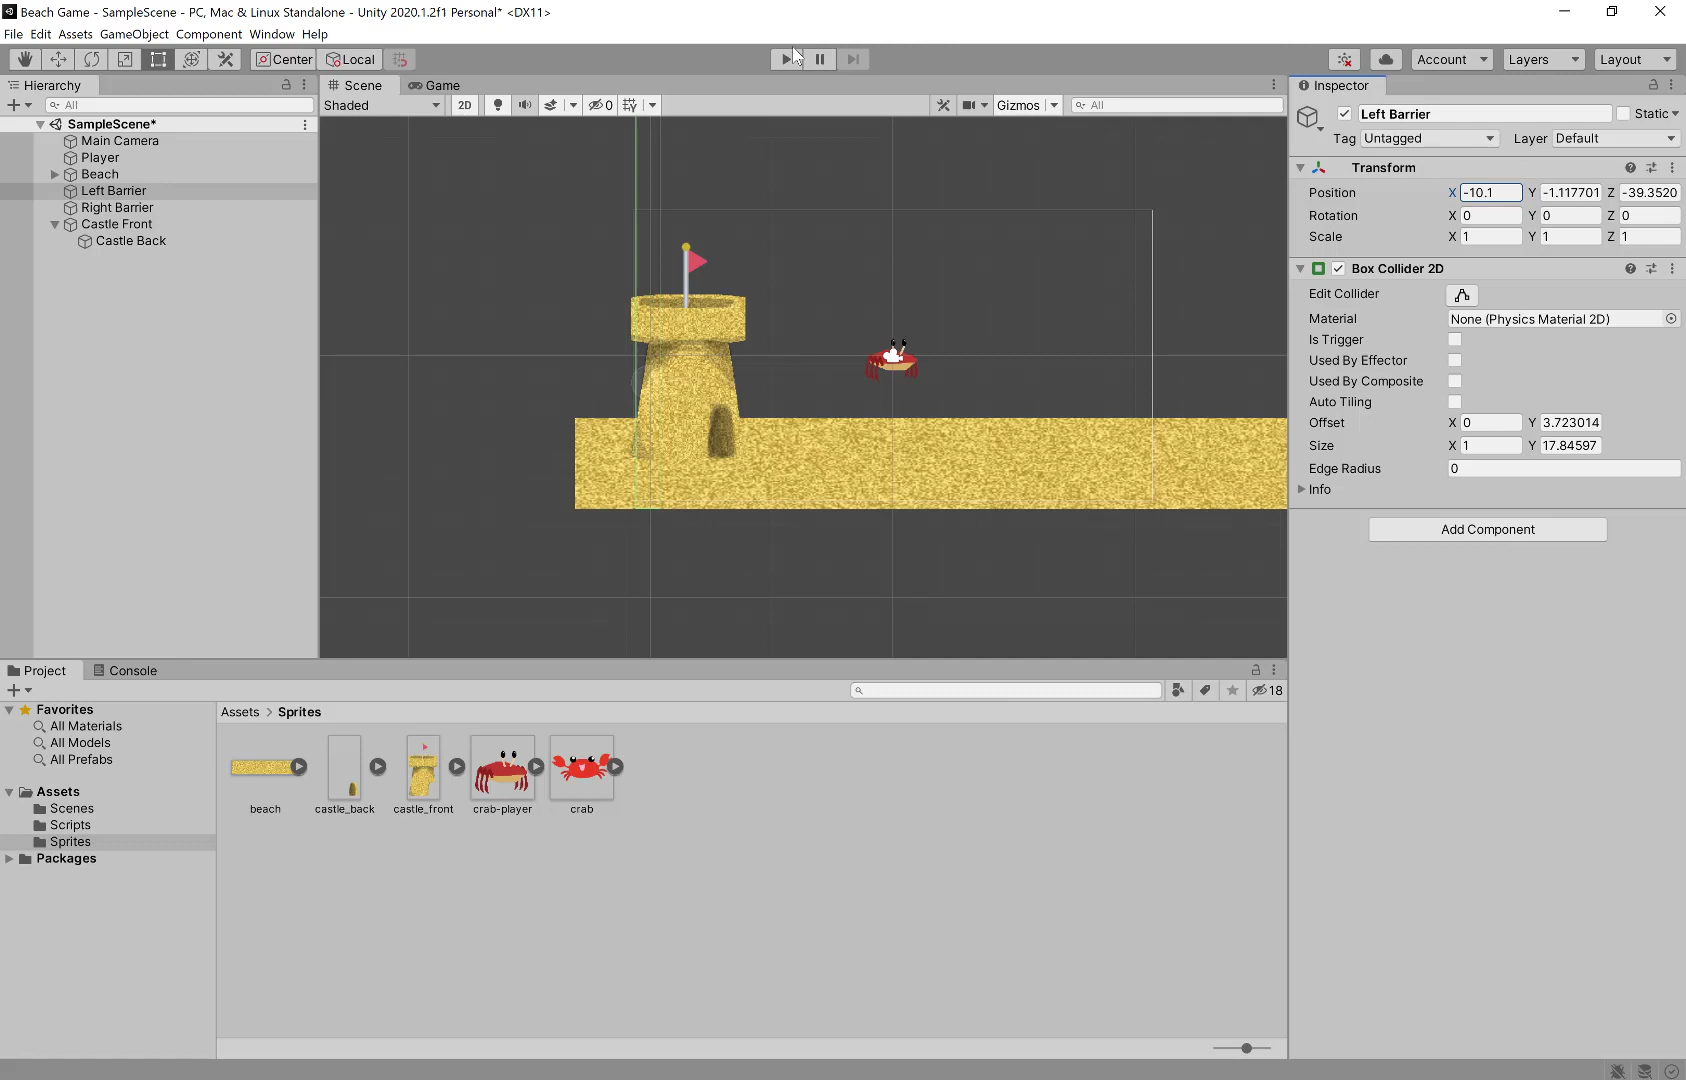 Beach Game - SampleScene - PC, Mac & Linux Standalone - Unity 2020.1.2f1 Personal* <DX11>
File Edit Assets GameObject Component Window Help
Center Local Account Layers Layout
Hierarchy
All
SampleScene*
Main Camera
Player
Beach
Left Barrier
Right Barrier
Castle Front
Castle Back
Scene Game
Shaded 2D 0 Gizmos All
Inspector
Left Barrier Static
Tag Untagged Layer Default
Transform
Position X -10.1 Y -1.117701 Z -39.3520
Rotation X 0 Y 0 Z 0
Scale X 1 Y 1 Z 1
Box Collider 2D
Edit Collider
Material None (Physics Material 2D)
Is Trigger
Used By Effector
Used By Composite
Auto Tiling
Offset X 0 Y 3.723014
Size X 1 Y 17.84597
Edge Radius 0
Info
Add Component
Project Console
18
Favorites
All Materials
All Models
All Prefabs
Assets
Scenes
Scripts
Sprites
Packages
Assets > Sprites
beach castle_back castle_front crab-player crab